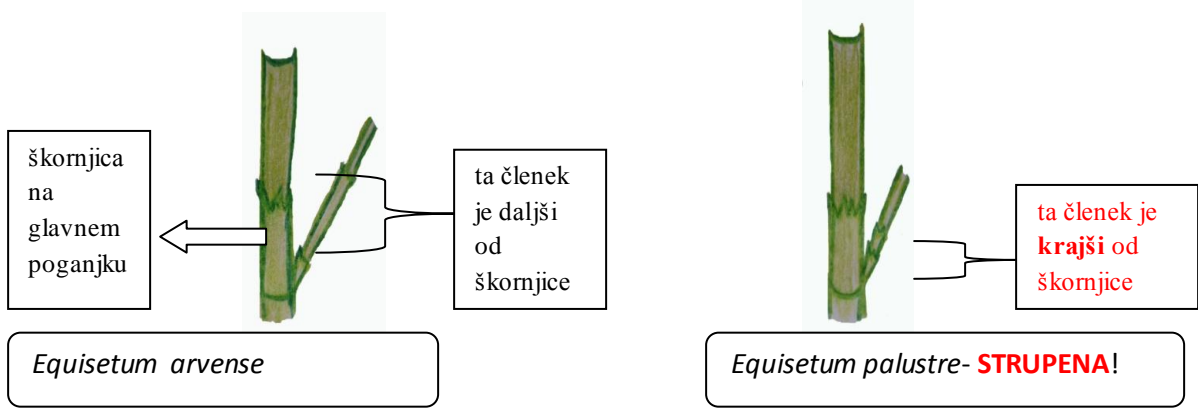 škornjica
na
glavnem
poganjku
ta členek
je daljši
od
škornjice
Equisetum arvense
ta členek je
krajši od
škornjice
Equisetum palustre- STRUPENA!